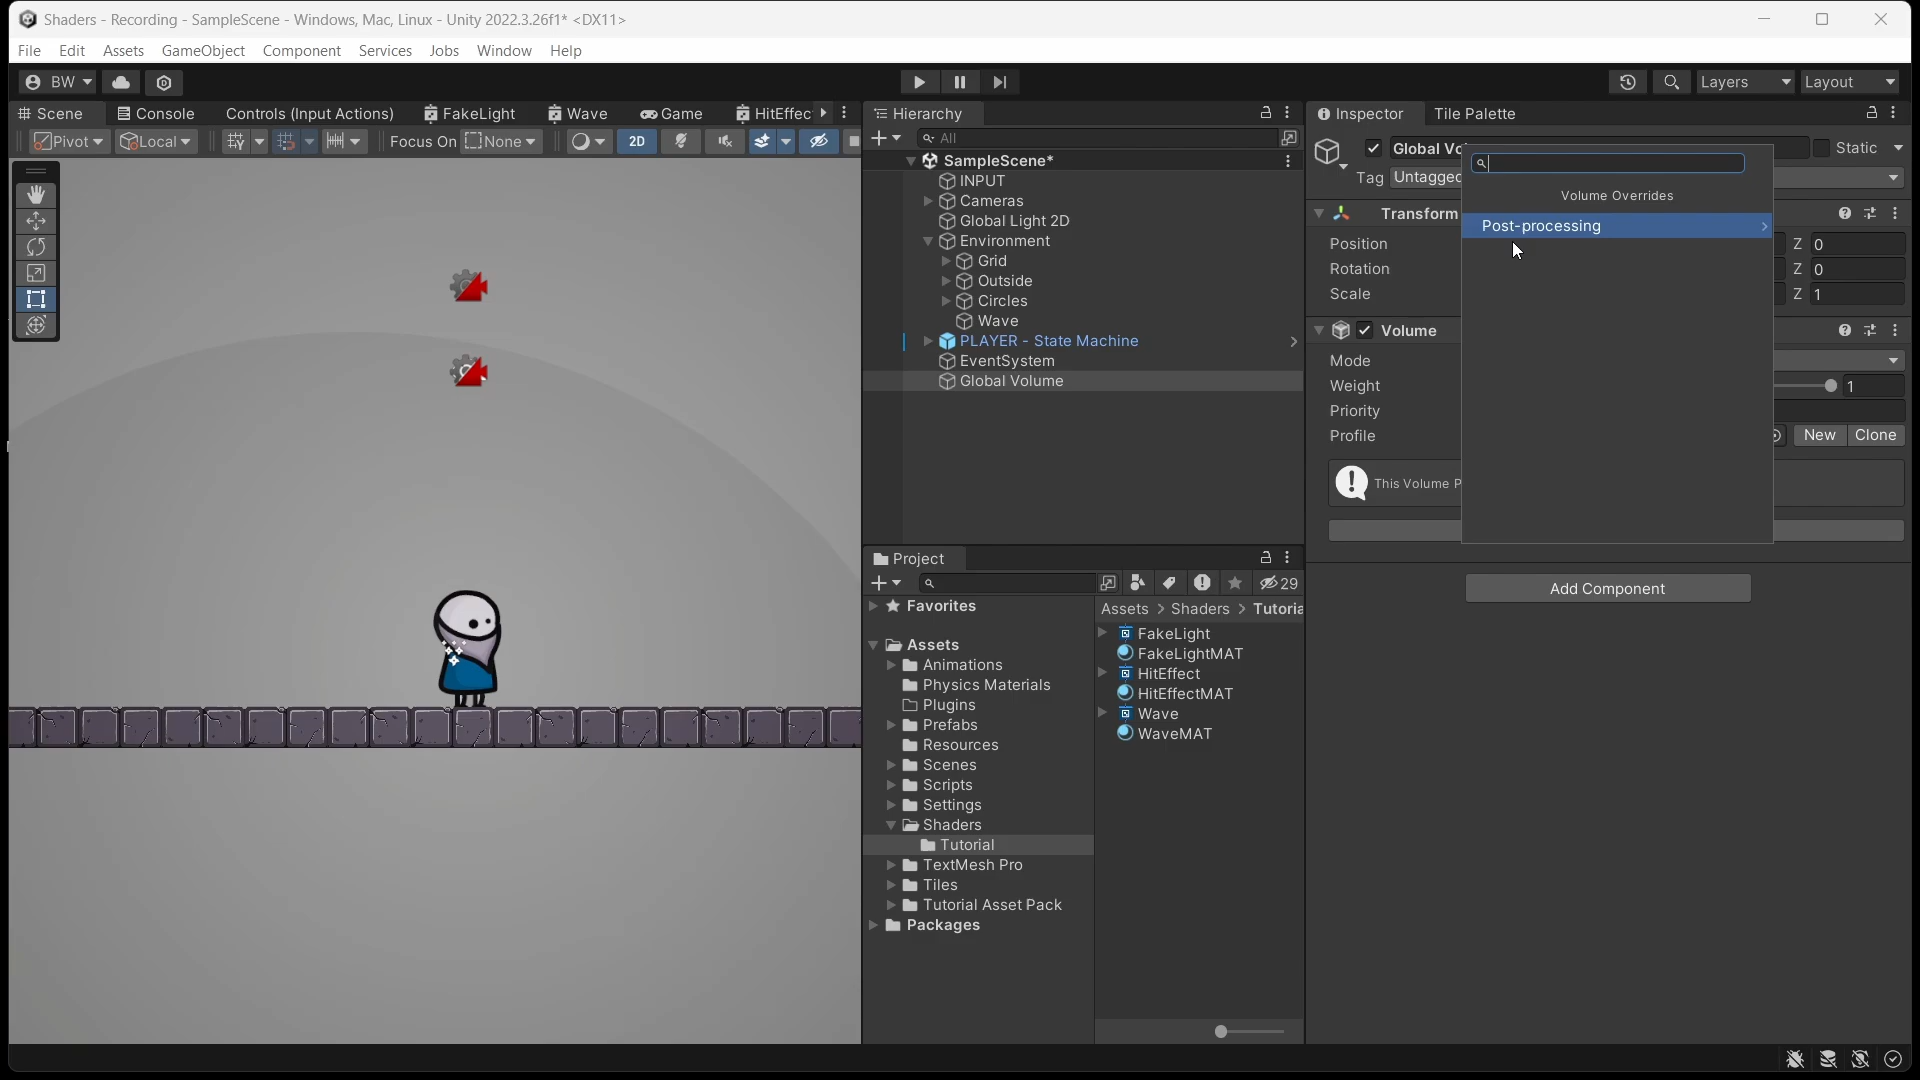 Shaders - Recording - SampleScene - Windows, Mac, Linux - Unity 2022.3.26f1* <DX11>
File Edit Assets GameObject Component Services Jobs Window Help
BW Layers Layout
Scene Console Controls (Input Actions) FakeLight Wave Game HitEffec
Pivot Local Focus On None 2D
Hierarchy
All
SampleScene*
INPUT
Cameras
Global Light 2D
Environment
Grid
Outside
Circles
Wave
PLAYER - State Machine
EventSystem
Global Volume
Project
29
Favorites
Assets
Animations
Physics Materials
Plugins
Prefabs
Resources
Scenes
Scripts
Settings
Shaders
Tutorial
TextMesh Pro
Tiles
Tutorial Asset Pack
Packages
Assets > Shaders > Tutoria
FakeLight
FakeLightMAT
HitEffect
HitEffectMAT
Wave
WaveMAT
Inspector Tile Palette
Global Vo Static
Tag Untagged
Volume Overrides
Post-processing
Transform
Position Z 0
Rotation Z 0
Scale Z 1
Volume
Mode
Weight 1
Priority
Profile New Clone
This Volume P
Add Component